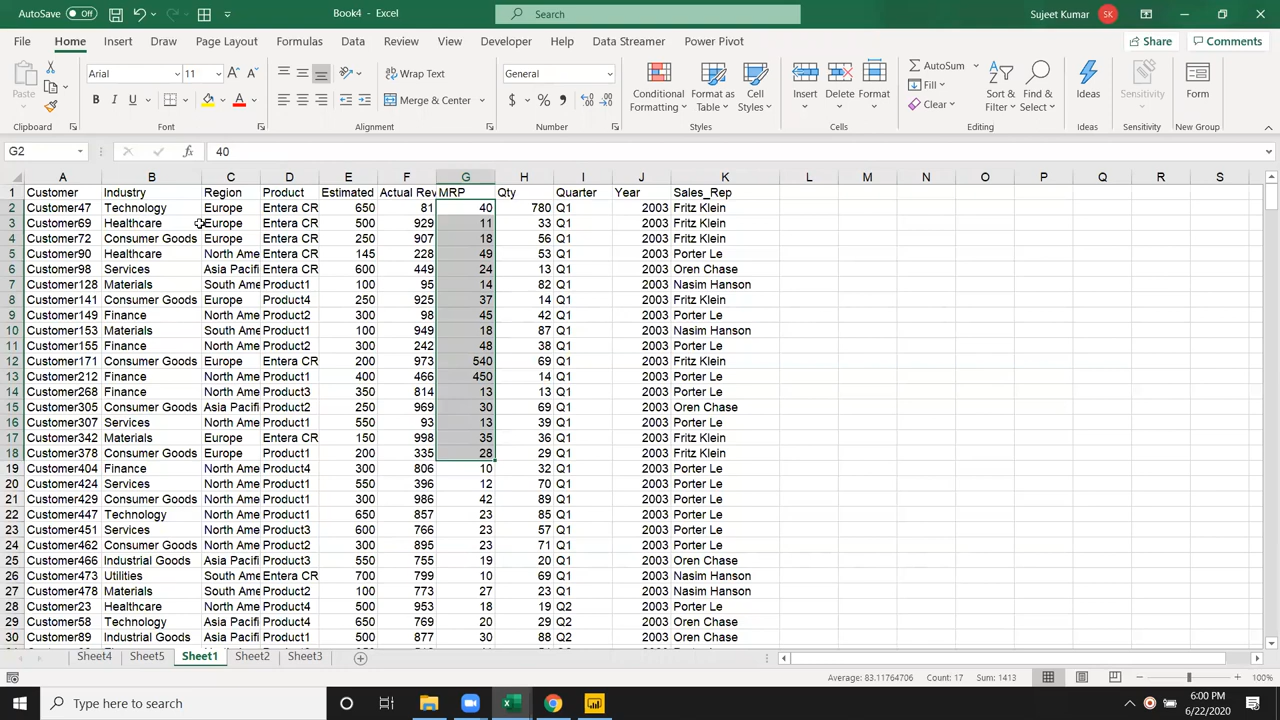 AutoSave Off Book4 - Excel Search Sujeet Kumar SK
File Home Insert Draw Page Layout Formulas Data Review View Developer Help Data Streamer Power Pivot Share Comments
Paste Arial 11 Wrap Text General Conditional Formatting Format as Table Cell Styles Insert Delete Format AutoSum Fill Clear Sort & Filter Find & Select Ideas Sensitivity Form
B I U A Merge & Center $ % 9
Clipboard Font Alignment Number Styles Cells Editing Ideas Sensitivity New Group
G2 fx 40
A B C D E F G H I J K L M N O P Q R S
1 Customer Industry Region Product Estimated Actual Rev MRP Qty Quarter Year Sales_Rep
2 Customer47 Technology Europe Entera CR 650 81 40 780 Q1 2003 Fritz Klein
3 Customer69 Healthcare Europe Entera CR 500 929 11 33 Q1 2003 Fritz Klein
4 Customer72 Consumer Goods Europe Entera CR 250 907 18 56 Q1 2003 Fritz Klein
5 Customer90 Healthcare North Ame Entera CR 145 228 49 53 Q1 2003 Porter Le
6 Customer98 Services Asia Pacifi Entera CR 600 449 24 13 Q1 2003 Oren Chase
7 Customer128 Materials South Ame Product1 100 95 14 82 Q1 2003 Nasim Hanson
8 Customer141 Consumer Goods Europe Product4 250 925 37 14 Q1 2003 Fritz Klein
9 Customer149 Finance North Ame Product2 300 98 45 42 Q1 2003 Porter Le
10 Customer153 Materials South Ame Product1 100 949 18 87 Q1 2003 Nasim Hanson
11 Customer155 Finance North Ame Product2 300 242 48 38 Q1 2003 Porter Le
12 Customer171 Consumer Goods Europe Entera CR 200 973 540 69 Q1 2003 Fritz Klein
13 Customer212 Finance North Ame Product1 400 466 450 14 Q1 2003 Porter Le
14 Customer268 Finance North Ame Product3 350 814 13 13 Q1 2003 Porter Le
15 Customer305 Consumer Goods Asia Pacifi Product2 250 969 30 69 Q1 2003 Oren Chase
16 Customer307 Services North Ame Product1 550 93 13 39 Q1 2003 Porter Le
17 Customer342 Materials Europe Entera CR 150 998 35 36 Q1 2003 Fritz Klein
18 Customer378 Consumer Goods Europe Product1 200 335 28 29 Q1 2003 Fritz Klein
19 Customer404 Finance North Ame Product4 300 806 10 32 Q1 2003 Porter Le
20 Customer424 Services North Ame Product1 550 396 12 70 Q1 2003 Porter Le
21 Customer429 Consumer Goods North Ame Product1 300 986 42 89 Q1 2003 Porter Le
22 Customer447 Technology North Ame Product1 650 857 23 85 Q1 2003 Porter Le
23 Customer451 Services North Ame Product3 600 766 23 57 Q1 2003 Porter Le
24 Customer462 Consumer Goods North Ame Product2 300 895 23 71 Q1 2003 Porter Le
25 Customer466 Industrial Goods Asia Pacifi Product3 550 755 19 20 Q1 2003 Oren Chase
26 Customer473 Utilities South Ame Entera CR 700 799 10 69 Q1 2003 Nasim Hanson
27 Customer478 Materials South Ame Product2 100 773 27 23 Q1 2003 Nasim Hanson
28 Customer23 Healthcare North Ame Product4 500 953 18 19 Q2 2003 Porter Le
29 Customer58 Technology Asia Pacifi Product4 650 769 20 29 Q2 2003 Oren Chase
30 Customer89 Industrial Goods Asia Pacifi Product1 500 877 30 88 Q2 2003 Oren Chase
Sheet4 Sheet5 Sheet1 Sheet2 Sheet3
Average: 83.11764706 Count: 17 Sum: 1413 100%
Type here to search 6:00 PM
6/22/2020